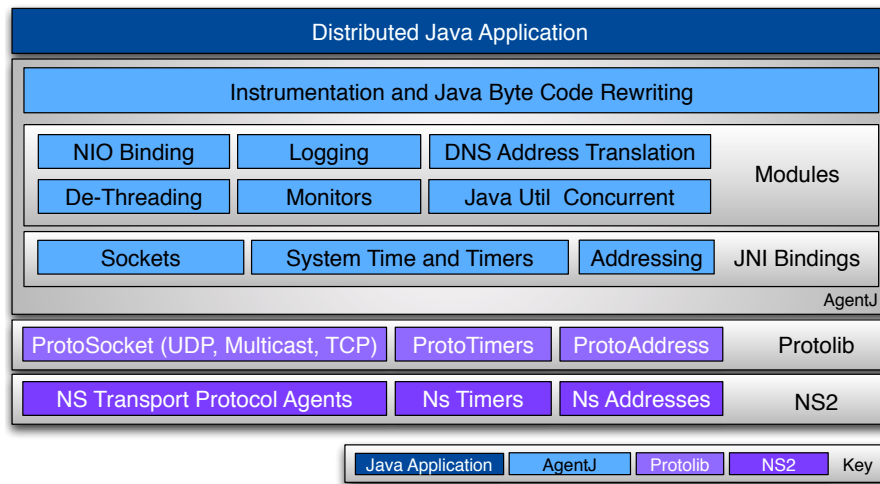 Distributed Java Application
Instrumentation and Java Byte Code Rewriting
NIO Binding Logging DNS Address Translation
Modules
De-Threading Monitors Java Util Concurrent
Sockets System Time and Timers Addressing JNI Bindings
AgentJ
ProtoSocket (UDP, Multicast, TCP) ProtoTimers ProtoAddress Protolib
NS Transport Protocol Agents Ns Timers Ns Addresses NS2
Java Application AgentJ Protolib NS2 Key